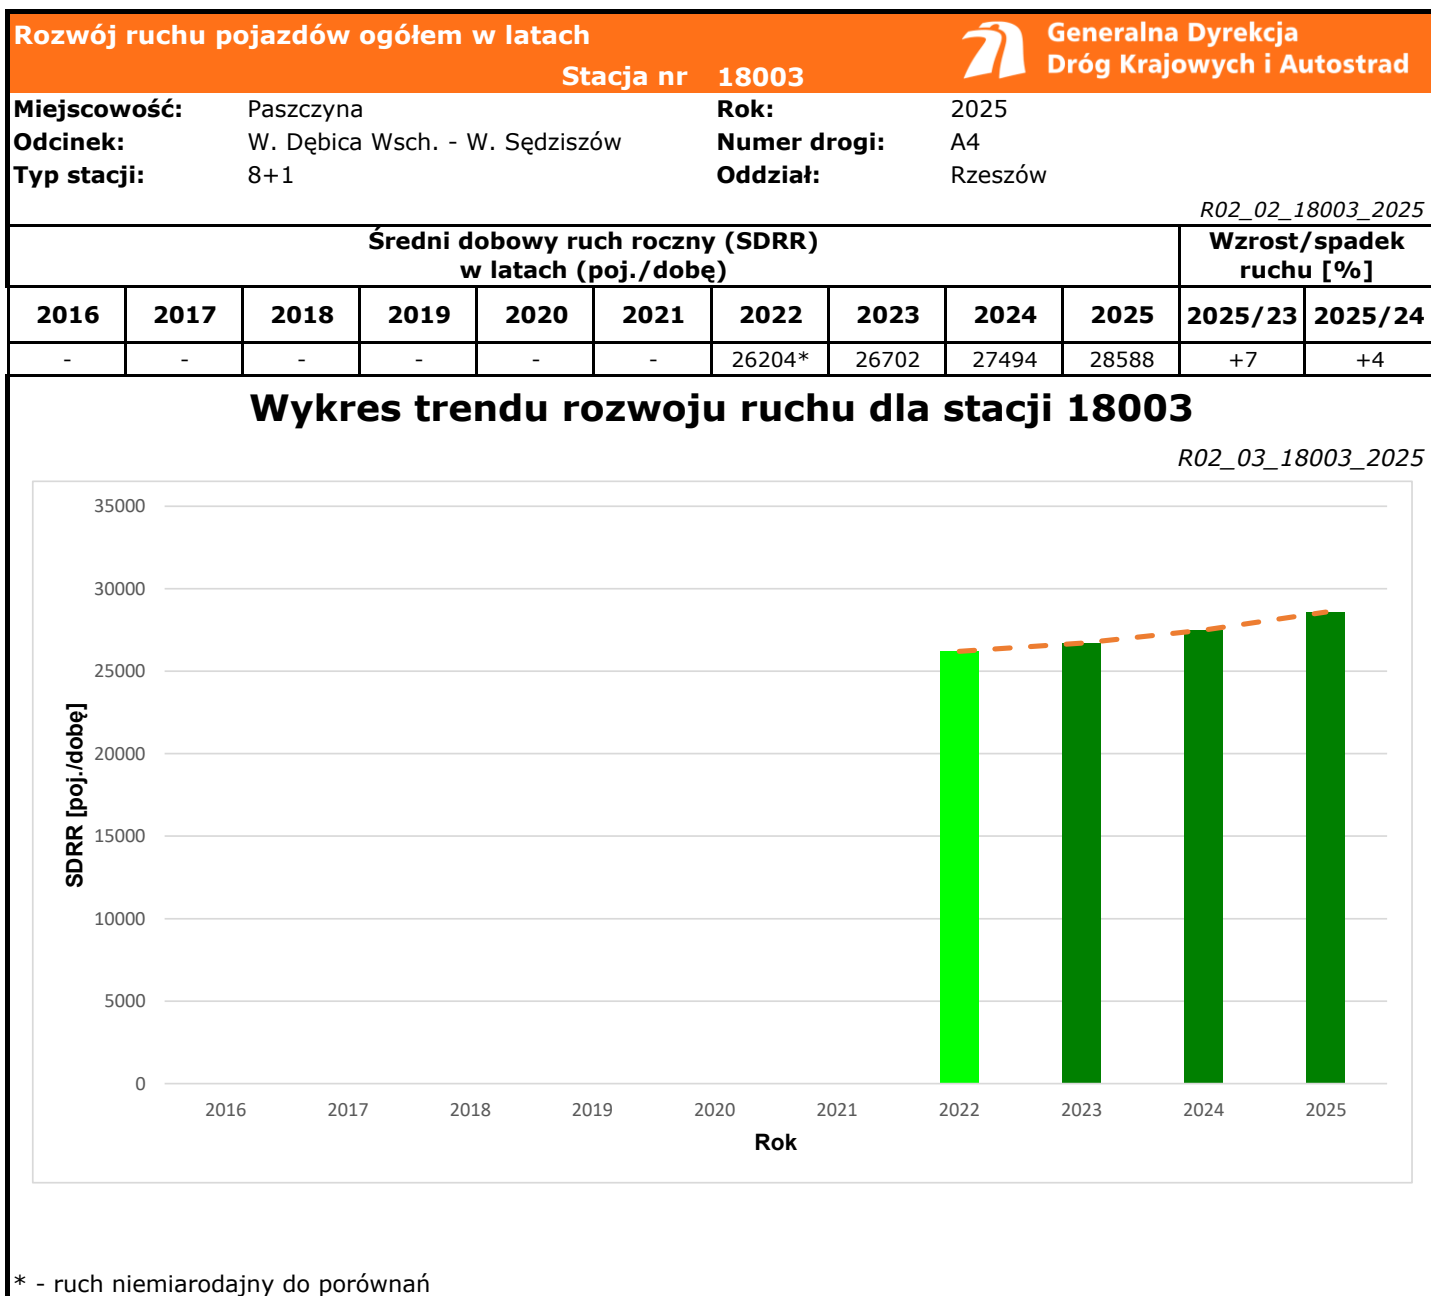 Rozwój ruchu pojazdów ogółem w latach
Generalna Dyrekcja
Dróg Krajowych i Autostrad
Stacja nr 18003
Miejscowość: Paszczyna Rok: 2025
Odcinek: W. Dębica Wsch. - W. Sędziszów Numer drogi: A4
Typ stacji: 8+1 Oddział: Rzeszów
R02_02_18003_2025
Średni dobowy ruch roczny (SDRR)
w latach (poj./dobę)
Wzrost/spadek
ruchu [%]
2016 2017 2018 2019 2020 2021 2022 2023 2024 2025 2025/23 2025/24
- - - - - - 26204* 26702 27494 28588 +7 +4
Wykres trendu rozwoju ruchu dla stacji 18003
R02_03_18003_2025
35000
30000
25000
20000
15000
10000
5000
0
SDRR [poj./dobę]
2016 2017 2018 2019 2020 2021 2022 2023 2024 2025
Rok
* - ruch niemiarodajny do porównań